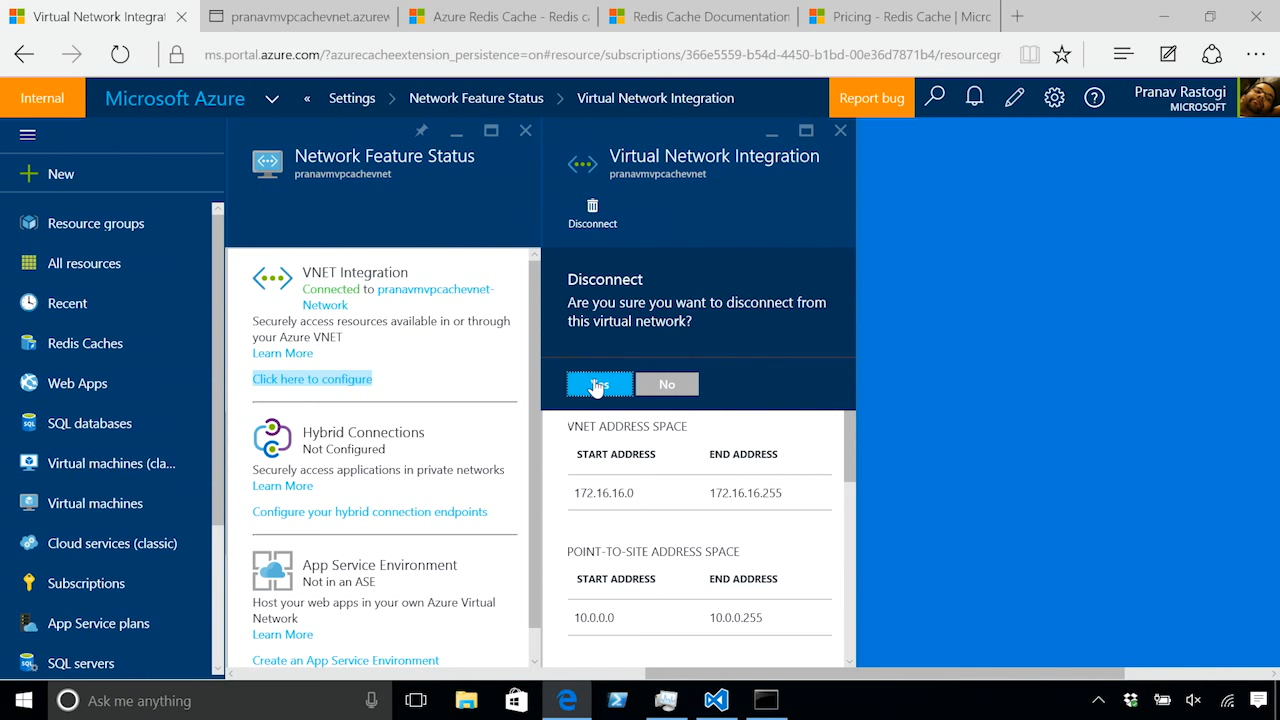 Virtual Network Integrat
pranavmvpcachevnet.azurew
Azure Redis Cache - Redis ca
Redis Cache Documentation
Pricing - Redis Cache | Micro
ms.portal.azure.com/?azurecacheextension_persistence=on#resource/subscriptions/366e5559-b54d-4450-b1bd-00e36d7871b4/resourcegr
Internal
Microsoft Azure
«
Settings
Network Feature Status
Virtual Network Integration
Report bug
Pranav Rastogi
MICROSOFT
New
Resource groups
All resources
Recent
Redis Caches
Web Apps
SQL databases
Virtual machines (cla...
Virtual machines
Cloud services (classic)
Subscriptions
App Service plans
SQL servers
Network Feature Status
pranavmvpcachevnet
VNET Integration
Connected to pranavmvpcachevnet-
Network
Securely access resources available in or through
your Azure VNET
Learn More
Click here to configure
Hybrid Connections
Not Configured
Securely access applications in private networks
Learn More
Configure your hybrid connection endpoints
App Service Environment
Not in an ASE
Host your web apps in your own Azure Virtual
Network
Learn More
Create an App Service Environment
Virtual Network Integration
pranavmvpcachevnet
Disconnect
Disconnect
Are you sure you want to disconnect from
this virtual network?
Yes
No
VNET ADDRESS SPACE
START ADDRESS
END ADDRESS
172.16.16.0
172.16.16.255
POINT-TO-SITE ADDRESS SPACE
START ADDRESS
END ADDRESS
10.0.0.0
10.0.0.255
Ask me anything